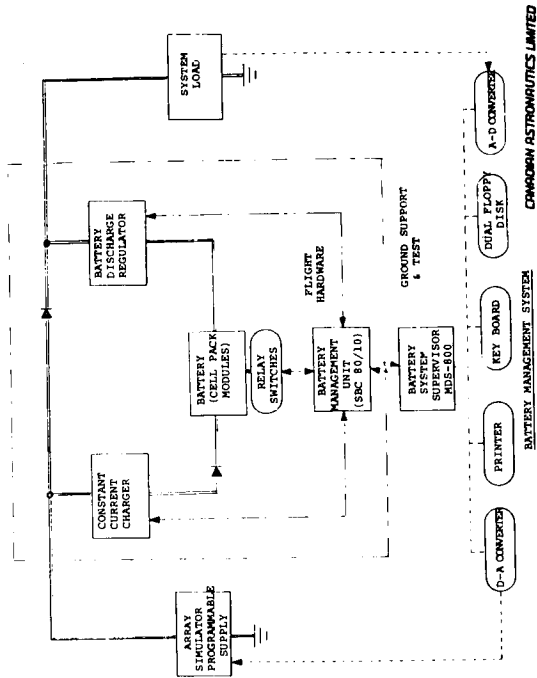 ARRAY
SIMULATOR
PROGRAMMABLE
SUPPLY
CONSTANT
CURRENT
CHARGER
BATTERY
DISCHARGE
REGULATOR
SYSTEM
LOAD
BATTERY
(CELL PACK
MODULES)
RELAY
SWITCHES
BATTERY
MANAGEMENT
UNIT
(SBC 80/10)
FLIGHT
HARDWARE
GROUND SUPPORT
& TEST
BATTERY
SYSTEM
SUPERVISOR
MDS-800
D-A CONVERTER
PRINTER
KEY BOARD
DUAL FLOPPY
DISK
A-D CONVERTER
BATTERY MANAGEMENT SYSTEM
CANADIAN ASTRONAUTICS LIMITED